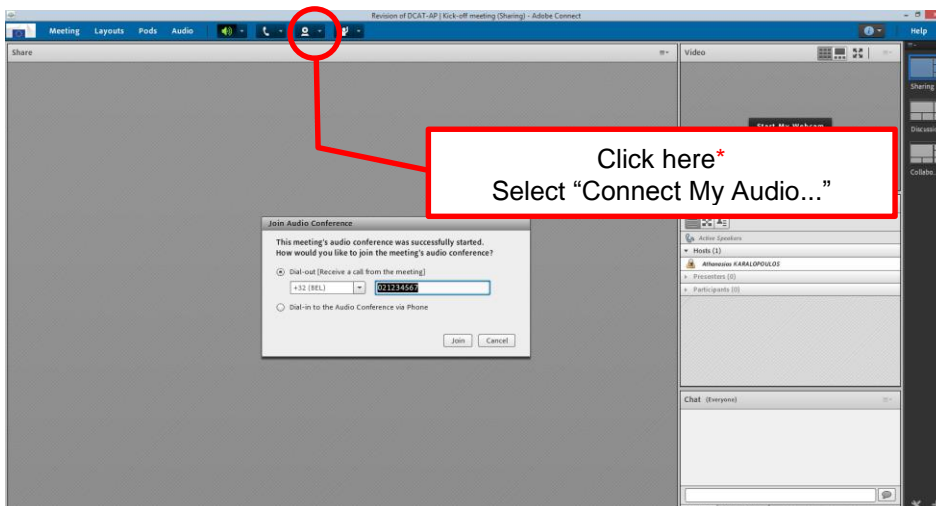 Revision of DCAT-AP | Kick-off meeting (Sharing) - Adobe Connect
Meeting Layouts Pods Audio Help
Share
Video
Sharing
Start My Webcam
Discussi
Click here*
Select “Connect My Audio...”
Collabo..
Join Audio Conference
This meeting's audio conference was successfully started.
How would you like to join the meeting's audio conference?
Dial-out [Receive a call from the meeting]
+32 (BEL) 021234567
Dial-in to the Audio Conference via Phone
Join Cancel
Active Speakers
Hosts (1)
Athanasios KARALOPOULOS
Presenters (0)
Participants (0)
Chat (Everyone)